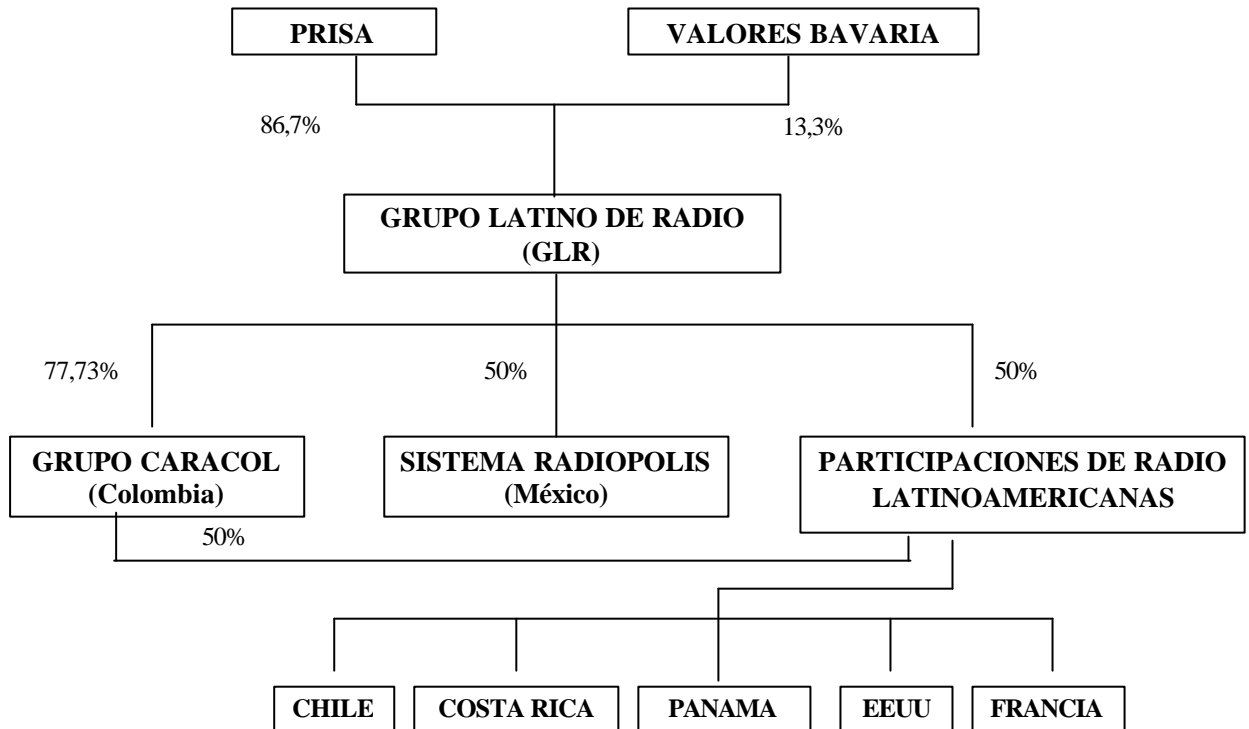 PRISA
VALORES BAVARIA
86,7%
13,3%
GRUPO LATINO DE RADIO
(GLR)
77,73%
50%
50%
GRUPO CARACOL
(Colombia)
SISTEMA RADIOPOLIS
(México)
PARTICIPACIONES DE RADIO
LATINOAMERICANAS
50%
CHILE
COSTA RICA
PANAMA
EEUU
FRANCIA